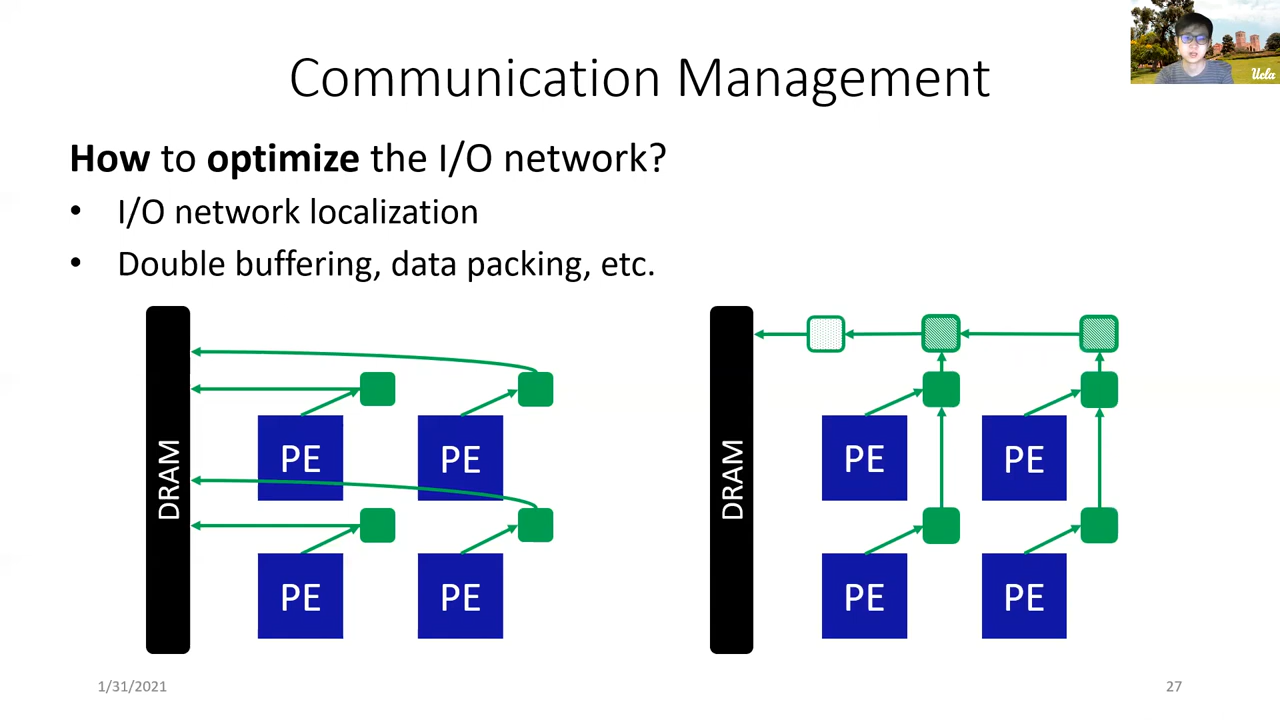 Communication Management
Ucla
How to optimize the I/O network?
• I/O network localization
• Double buffering, data packing, etc.
DRAM
PE
PE
PE
PE
DRAM
PE
PE
PE
PE
1/31/2021
27